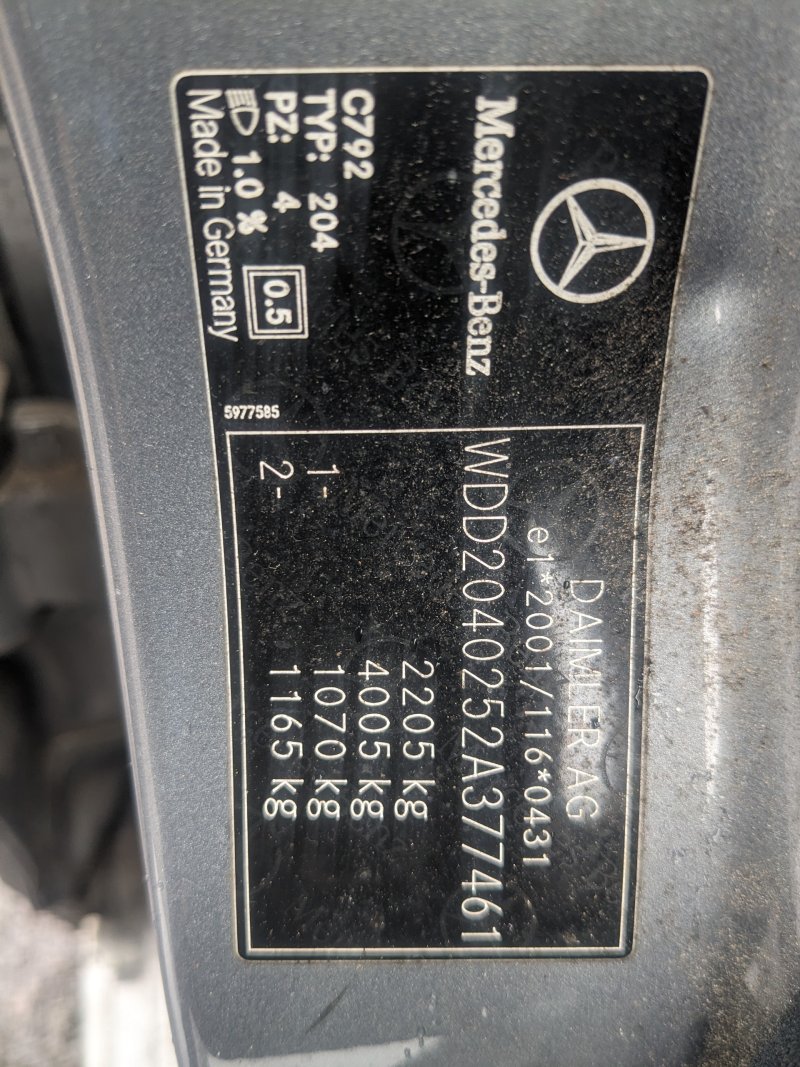 Mercedes-Benz
C792
TYP: 204
PZ: 4
1.0 %
0.5
Made in Germany
5977585
DAIMLER AG
e1*2001/116*0431
WDD2040252A377461
2205 kg
4005 kg
1- 1070 kg
2- 1165 kg